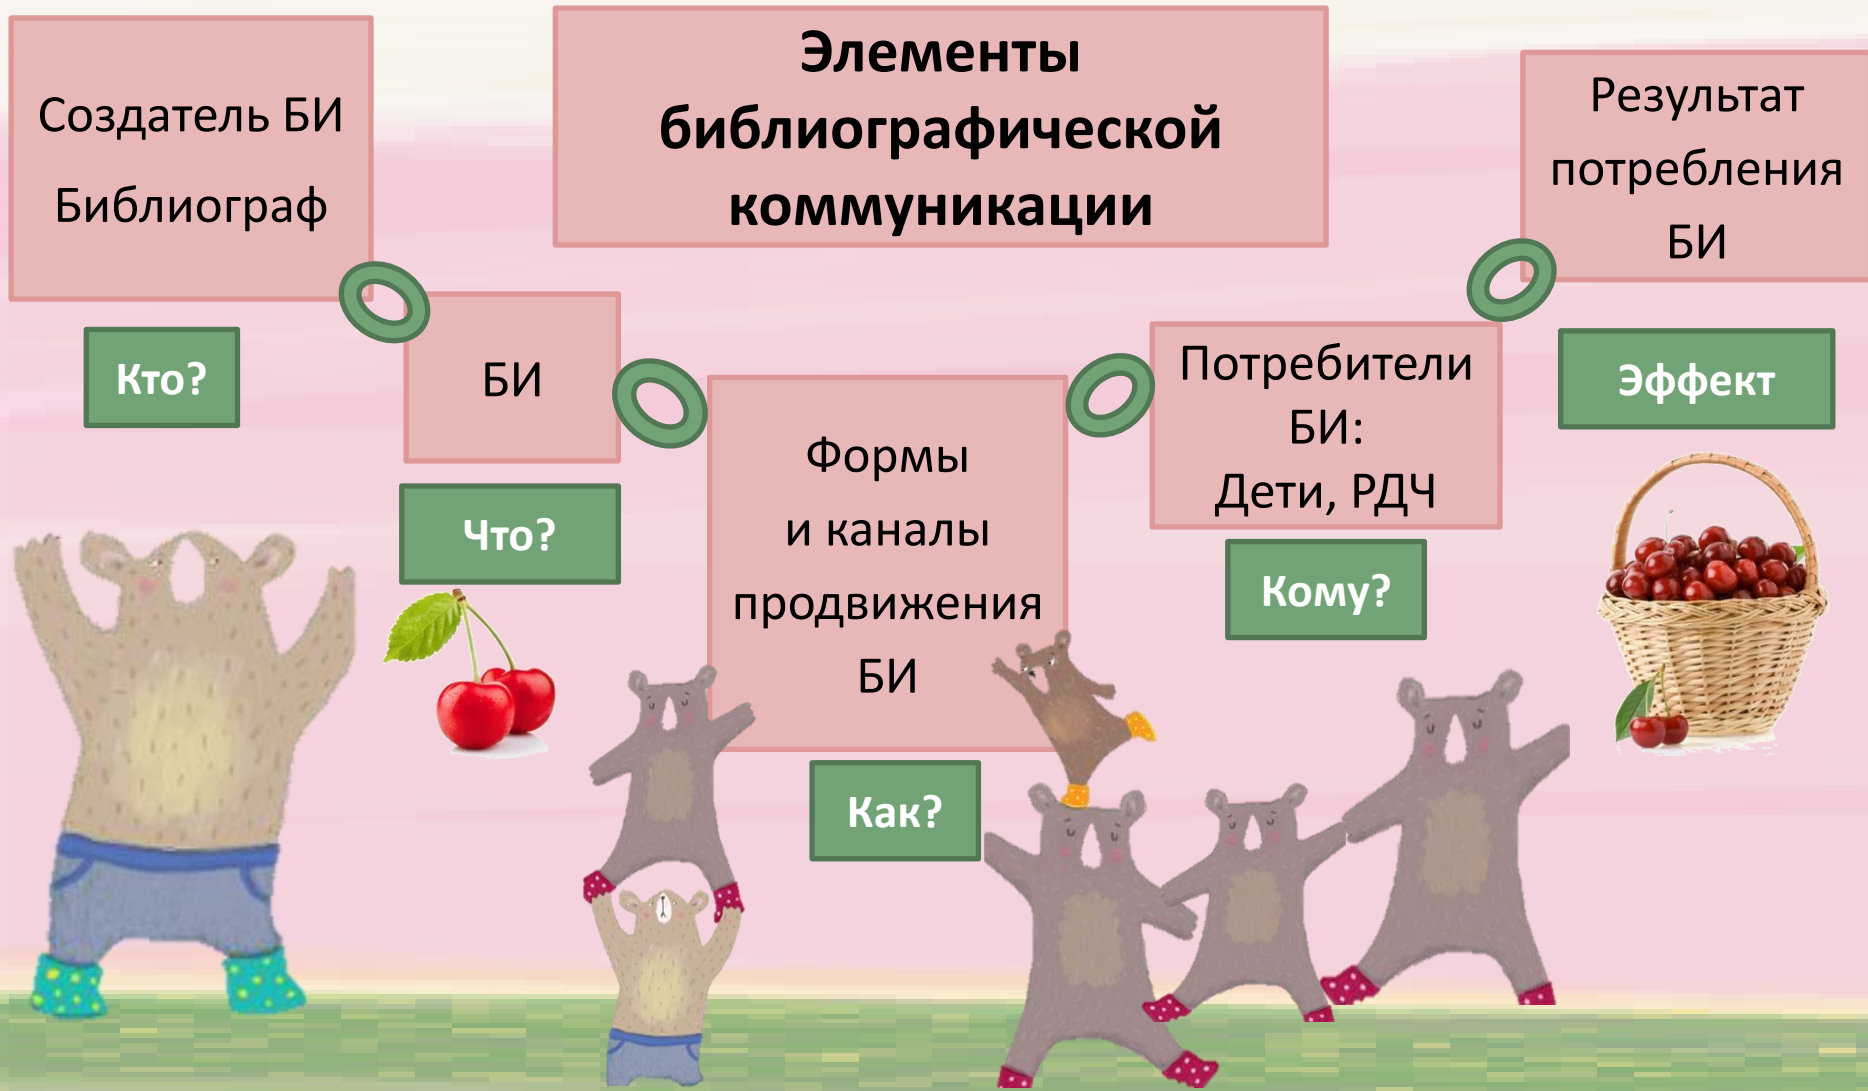 Элементы
библиографической
коммуникации
Создатель БИ
Библиограф
Кто?
БИ
Что?
Формы
и каналы
продвижения
БИ
Как?
Потребители
БИ:
Дети, РДЧ
Кому?
Результат
потребления
БИ
Эффект